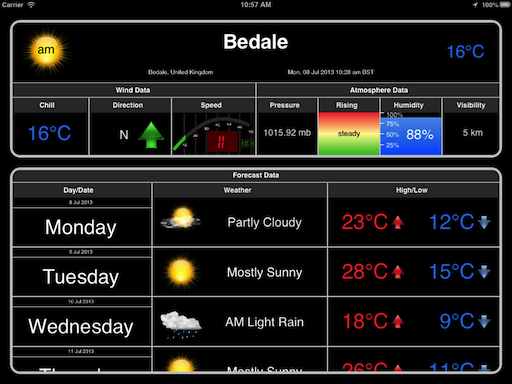 Carrier 10:57 AM 100%
am
Bedale
16°C
Bedale, United Kingdom Mon, 08 Jul 2013 10:28 am BST
Wind Data Atmosphere Data
Chill Direction Speed Pressure Rising Humidity Visibility
16°C N 11 1015.92 mb steady 100% 75% 50% 25% 88% 5 km
Forecast Data
Day/Date Weather High/Low
8 Jul 2013
Monday Partly Cloudy 23°C 12°C
9 Jul 2013
Tuesday Mostly Sunny 28°C 15°C
10 Jul 2013
Wednesday AM Light Rain 18°C 9°C
11 Jul 2013
Thursday Mostly Sunny 26°C 11°C